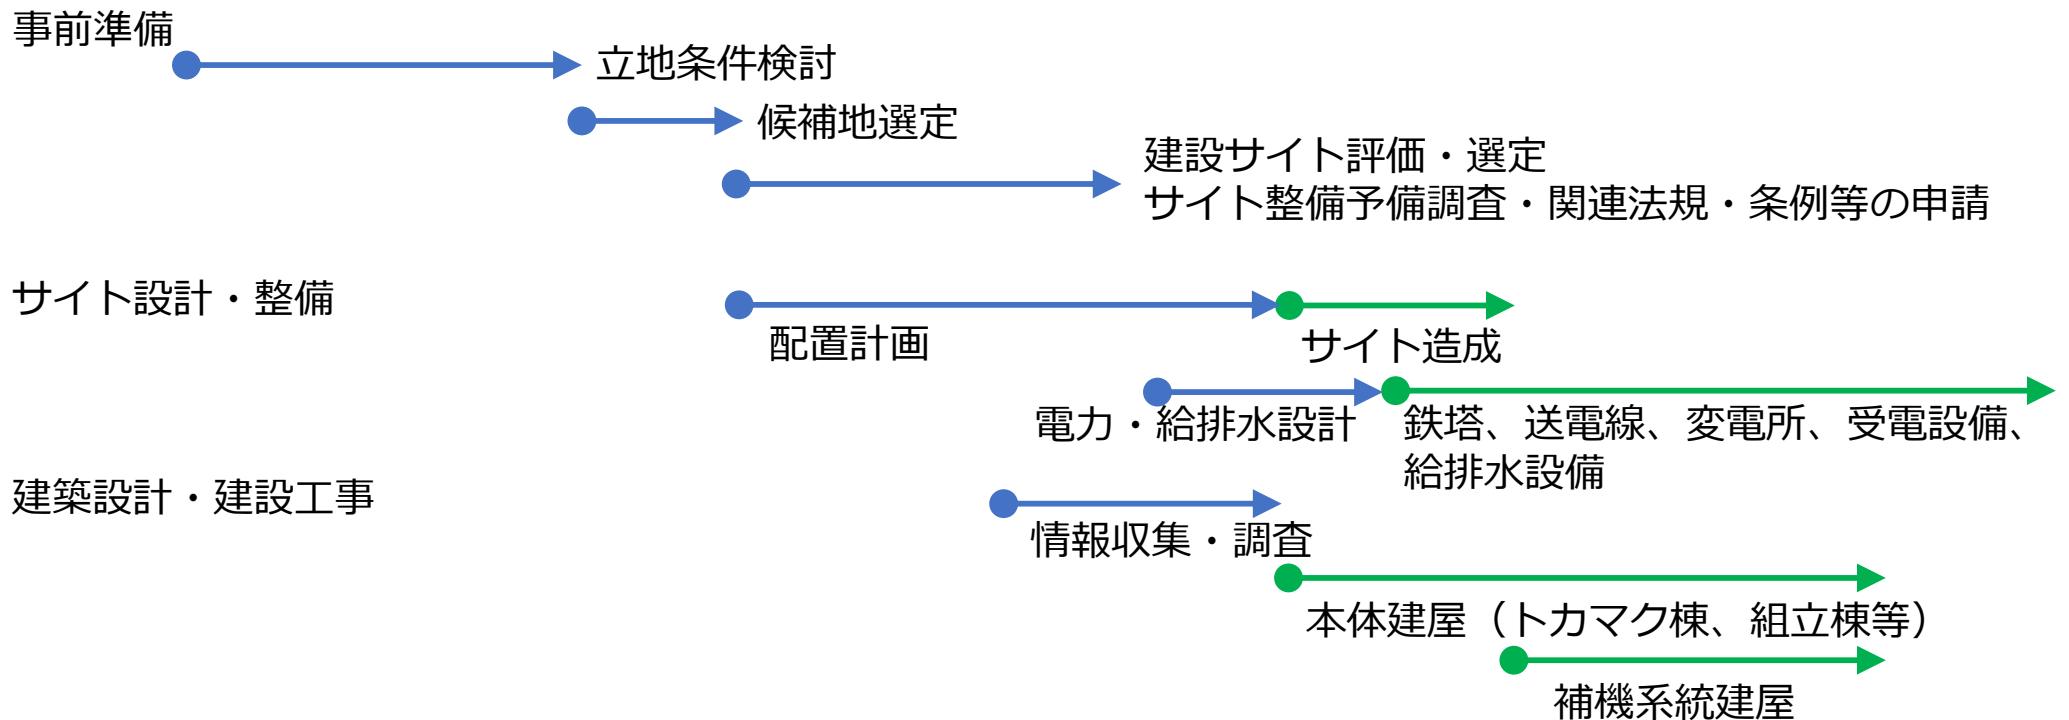 事前準備
立地条件検討
候補地選定
建設サイト評価・選定
サイト整備予備調査・関連法規・条例等の申請
サイト設計・整備
配置計画
サイト造成
電力・給排水設計
鉄塔、送電線、変電所、受電設備、
給排水設備
建築設計・建設工事
情報収集・調査
本体建屋（トカマク棟、組立棟等）
補機系統建屋